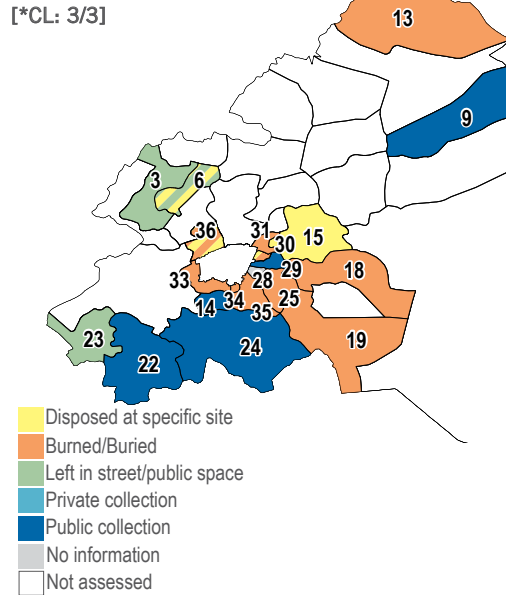 [*CL: 3/3]
13
9
3 6
36 31 30 15
33 28 29 18
14 34 35 25
23 22 24 19
Disposed at specific site
Burned/Buried
Left in street/public space
Private collection
Public collection
No information
Not assessed